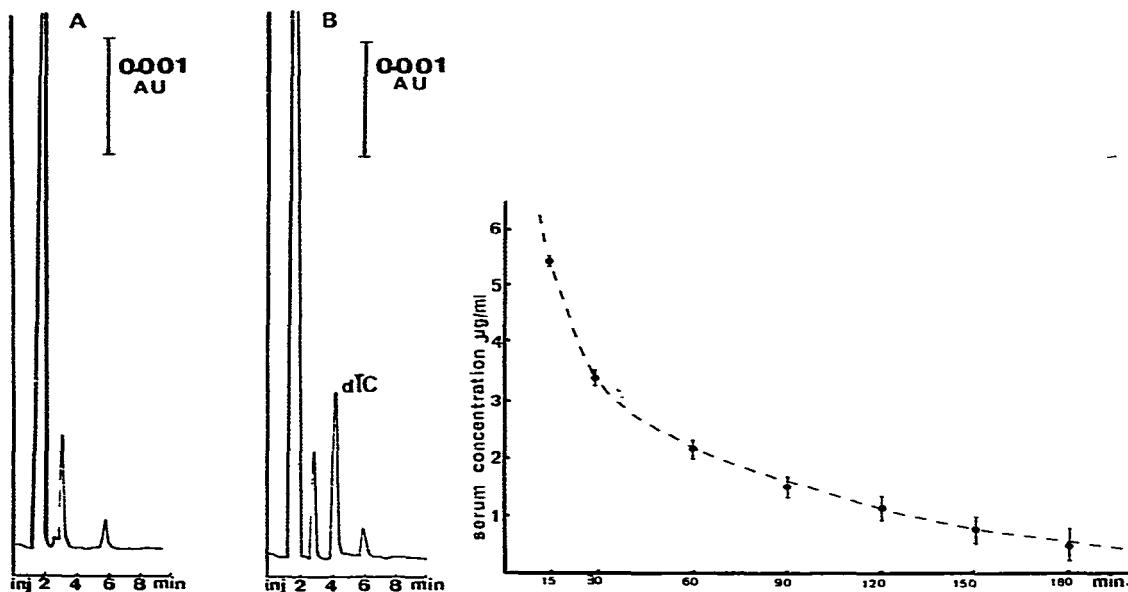 A
0.001
AU
inj 2 4 6 8 min
B
0.001
AU
dTC
inj 2 4 6 8 min
serum concentration µg/ml
6
5
4
3
2
1
15 30 60 90 120 150 180 min.